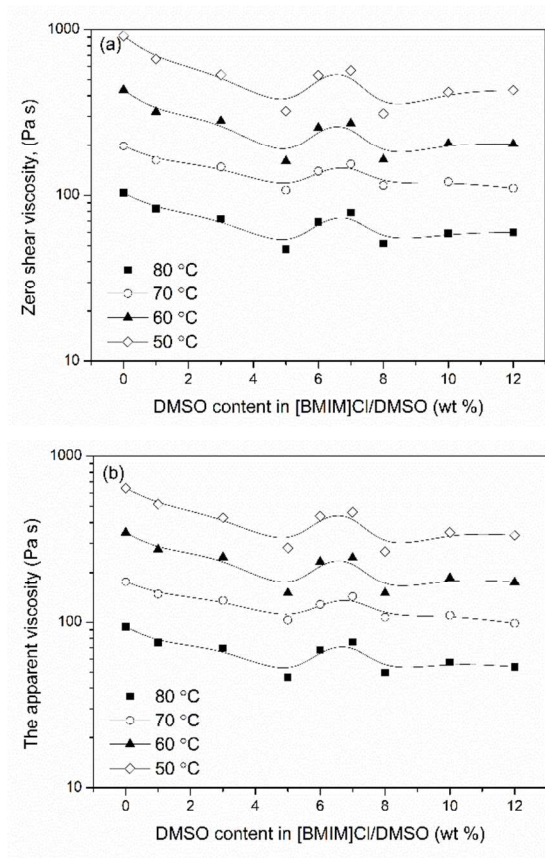 (a)
1000
100
10
Zero shear viscosity, (Pa s)
80 °C
70 °C
60 °C
50 °C
0 2 4 6 8 10 12
DMSO content in [BMIM]Cl/DMSO (wt %)
(b)
1000
100
10
The apparent viscosity (Pa s)
80 °C
70 °C
60 °C
50 °C
0 2 4 6 8 10 12
DMSO content in [BMIM]Cl/DMSO (wt %)